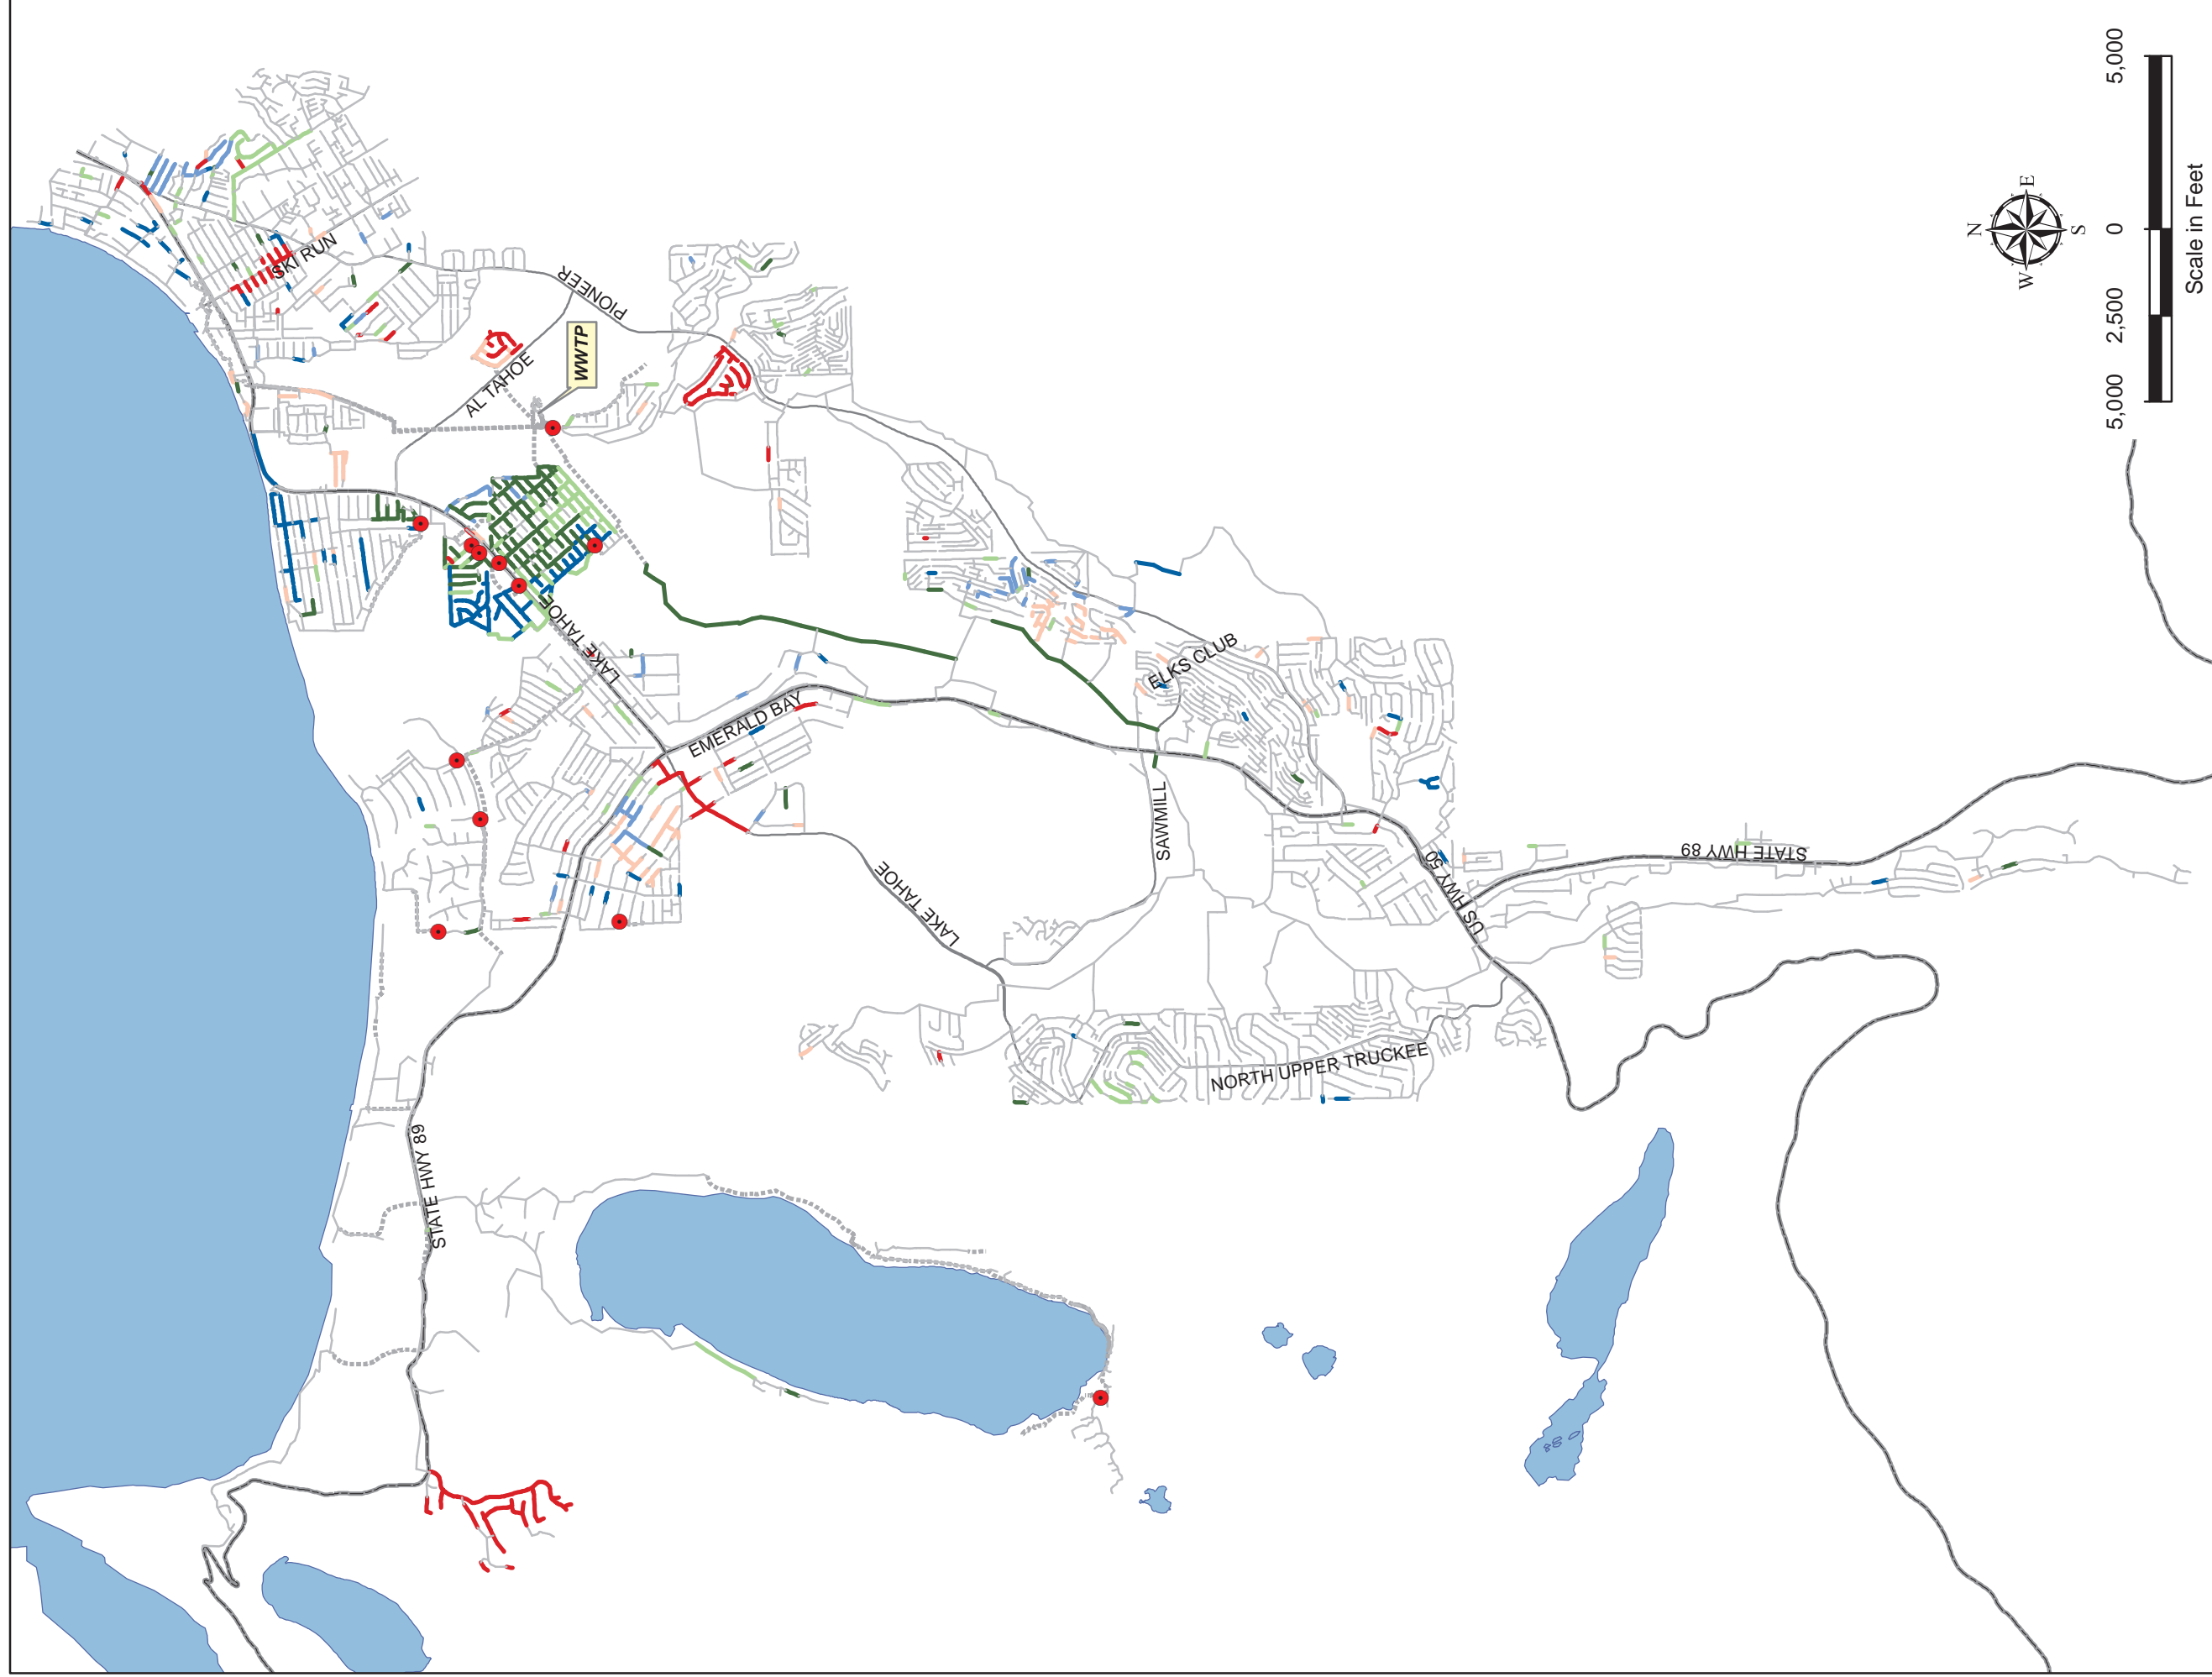 SKI RUN
PIONEER
WWTP
AL TAHOE
LAKE TAHOE
EMERALD BAY
ELKS CLUB
SAWMILL
LAKE TAHOE
STATE HWY 89
US HWY 50
NORTH UPPER TRUCKEE
STATE HWY 89
N
W E
S
5,000 2,500 0 5,000
Scale in Feet